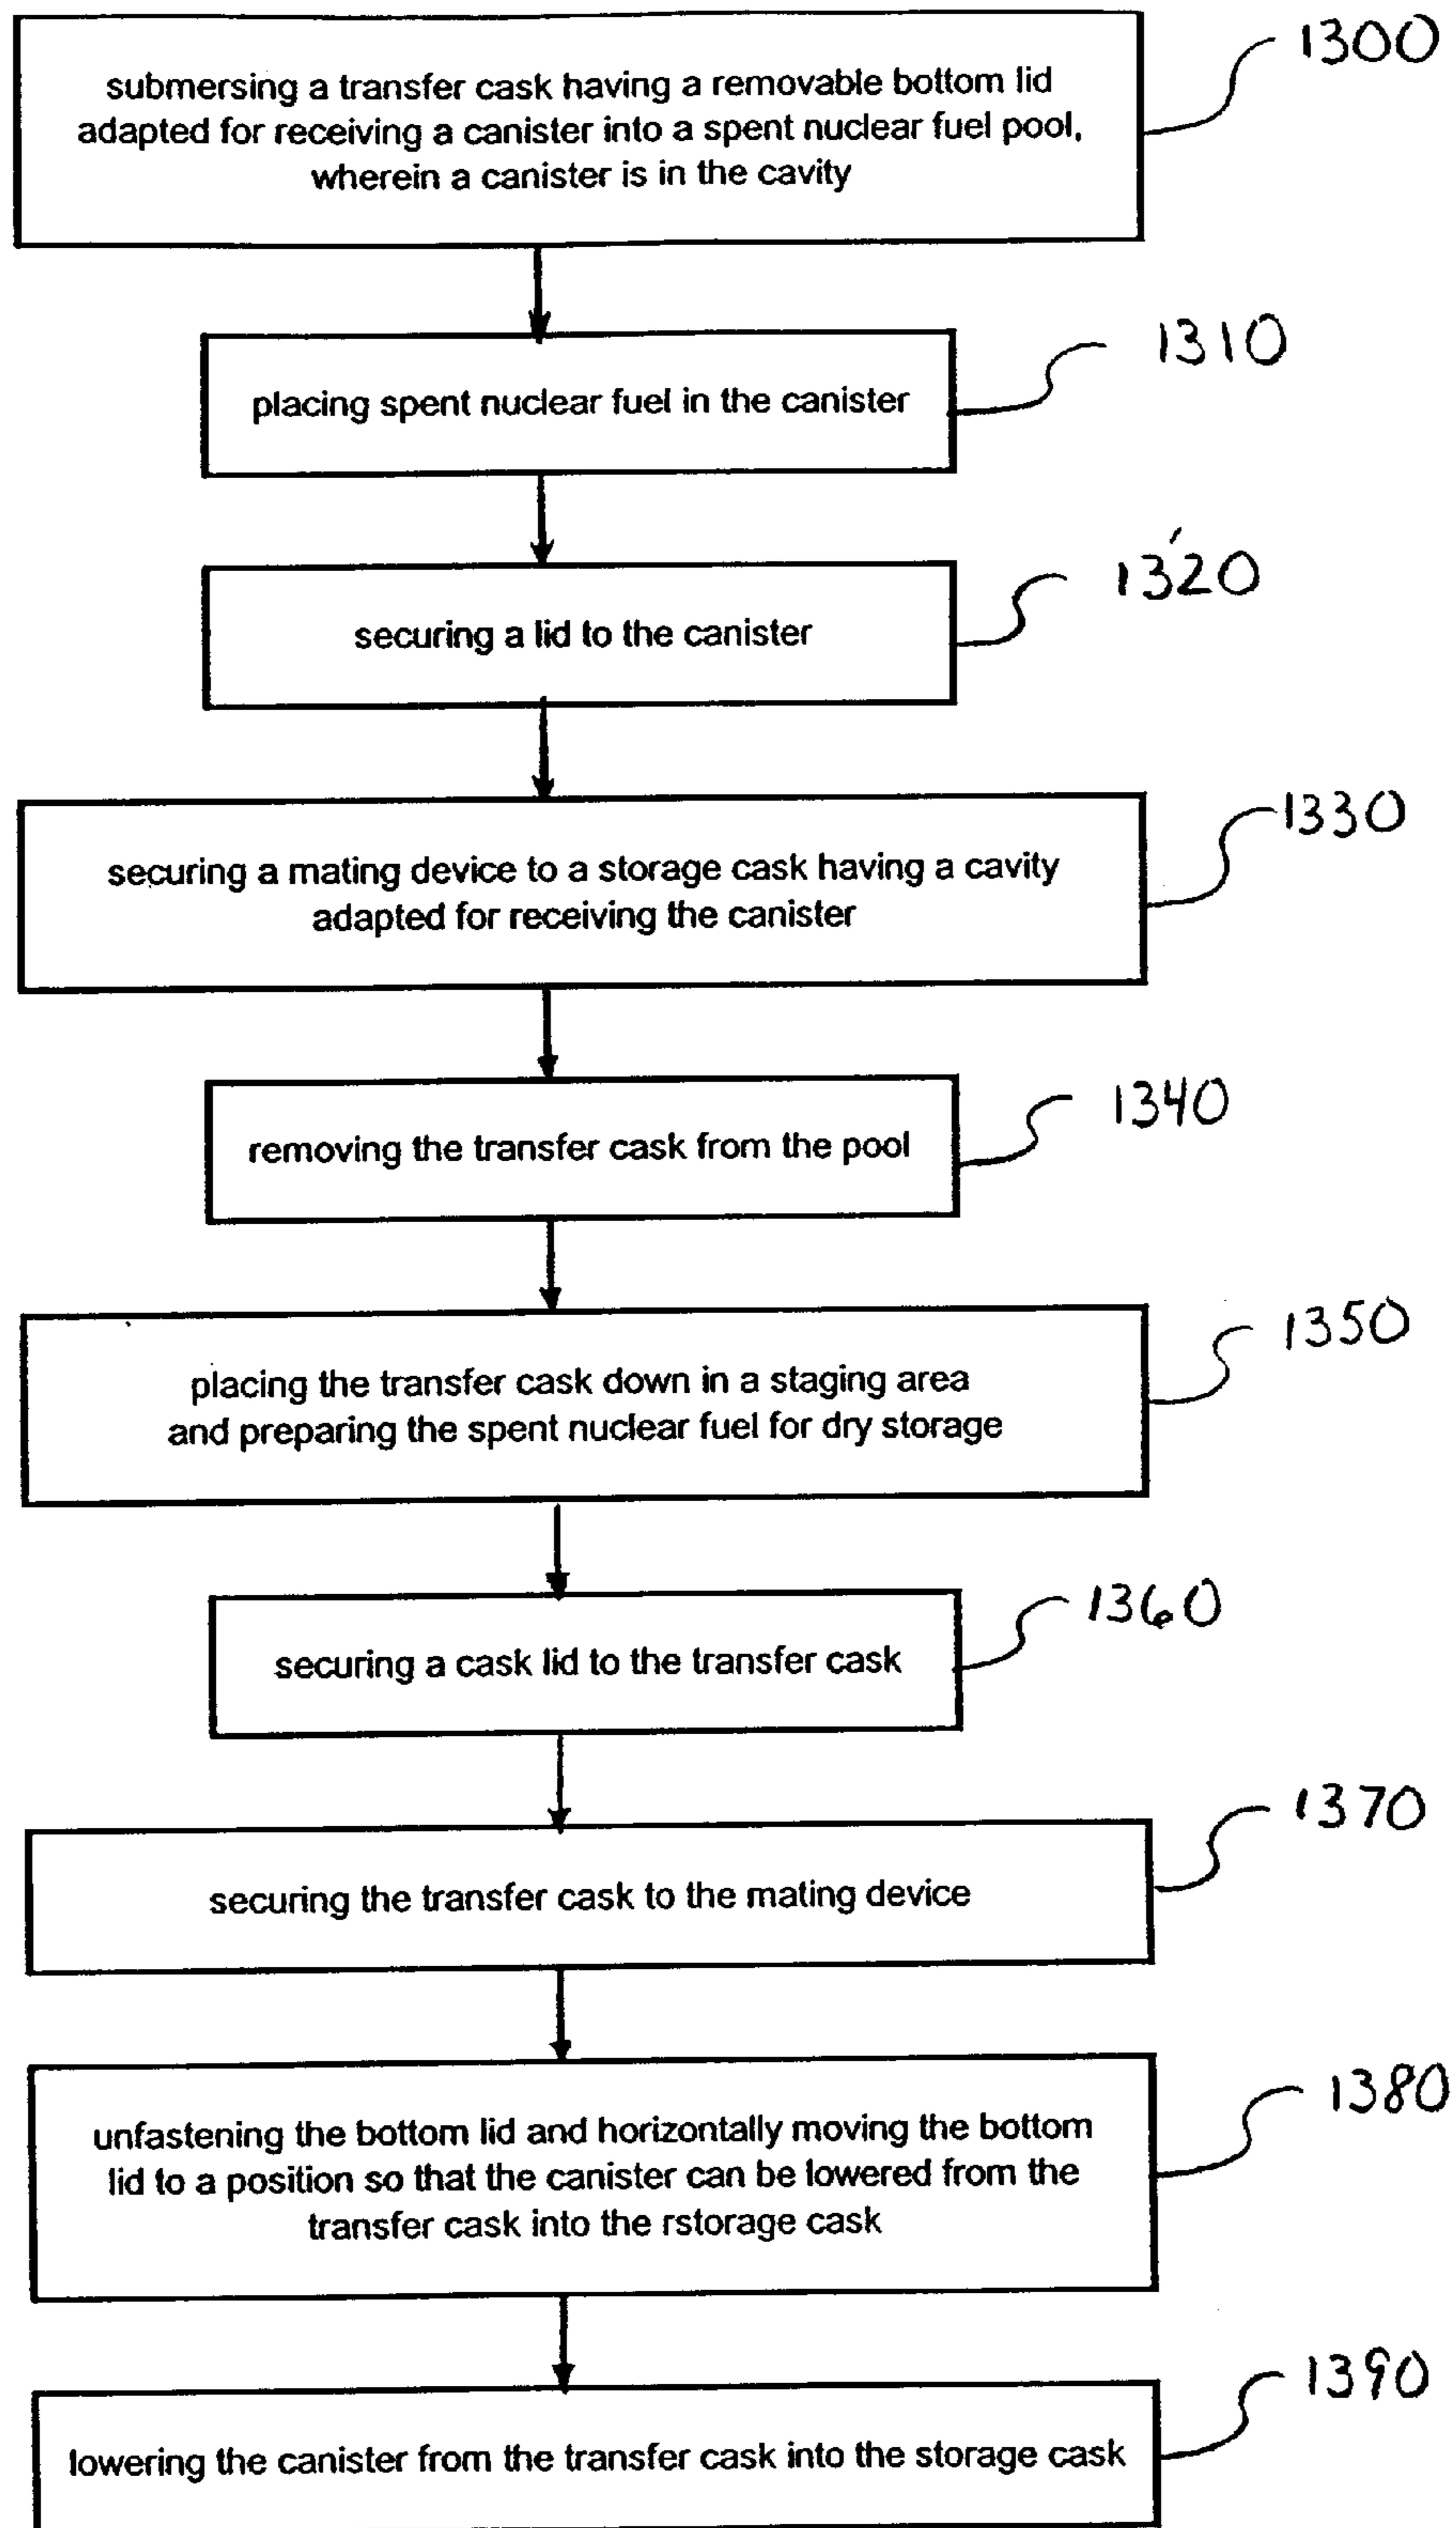 submersing a transfer cask having a removable bottom lid
adapted for receiving a canister into a spent nuclear fuel pool,
wherein a canister is in the cavity
1300
placing spent nuclear fuel in the canister
1310
securing a lid to the canister
1320
securing a mating device to a storage cask having a cavity
adapted for receiving the canister
1330
removing the transfer cask from the pool
1340
placing the transfer cask down in a staging area
and preparing the spent nuclear fuel for dry storage
1350
securing a cask lid to the transfer cask
1360
securing the transfer cask to the mating device
1370
unfastening the bottom lid and horizontally moving the bottom
lid to a position so that the canister can be lowered from the
transfer cask into the rstorage cask
1380
lowering the canister from the transfer cask into the storage cask
1390